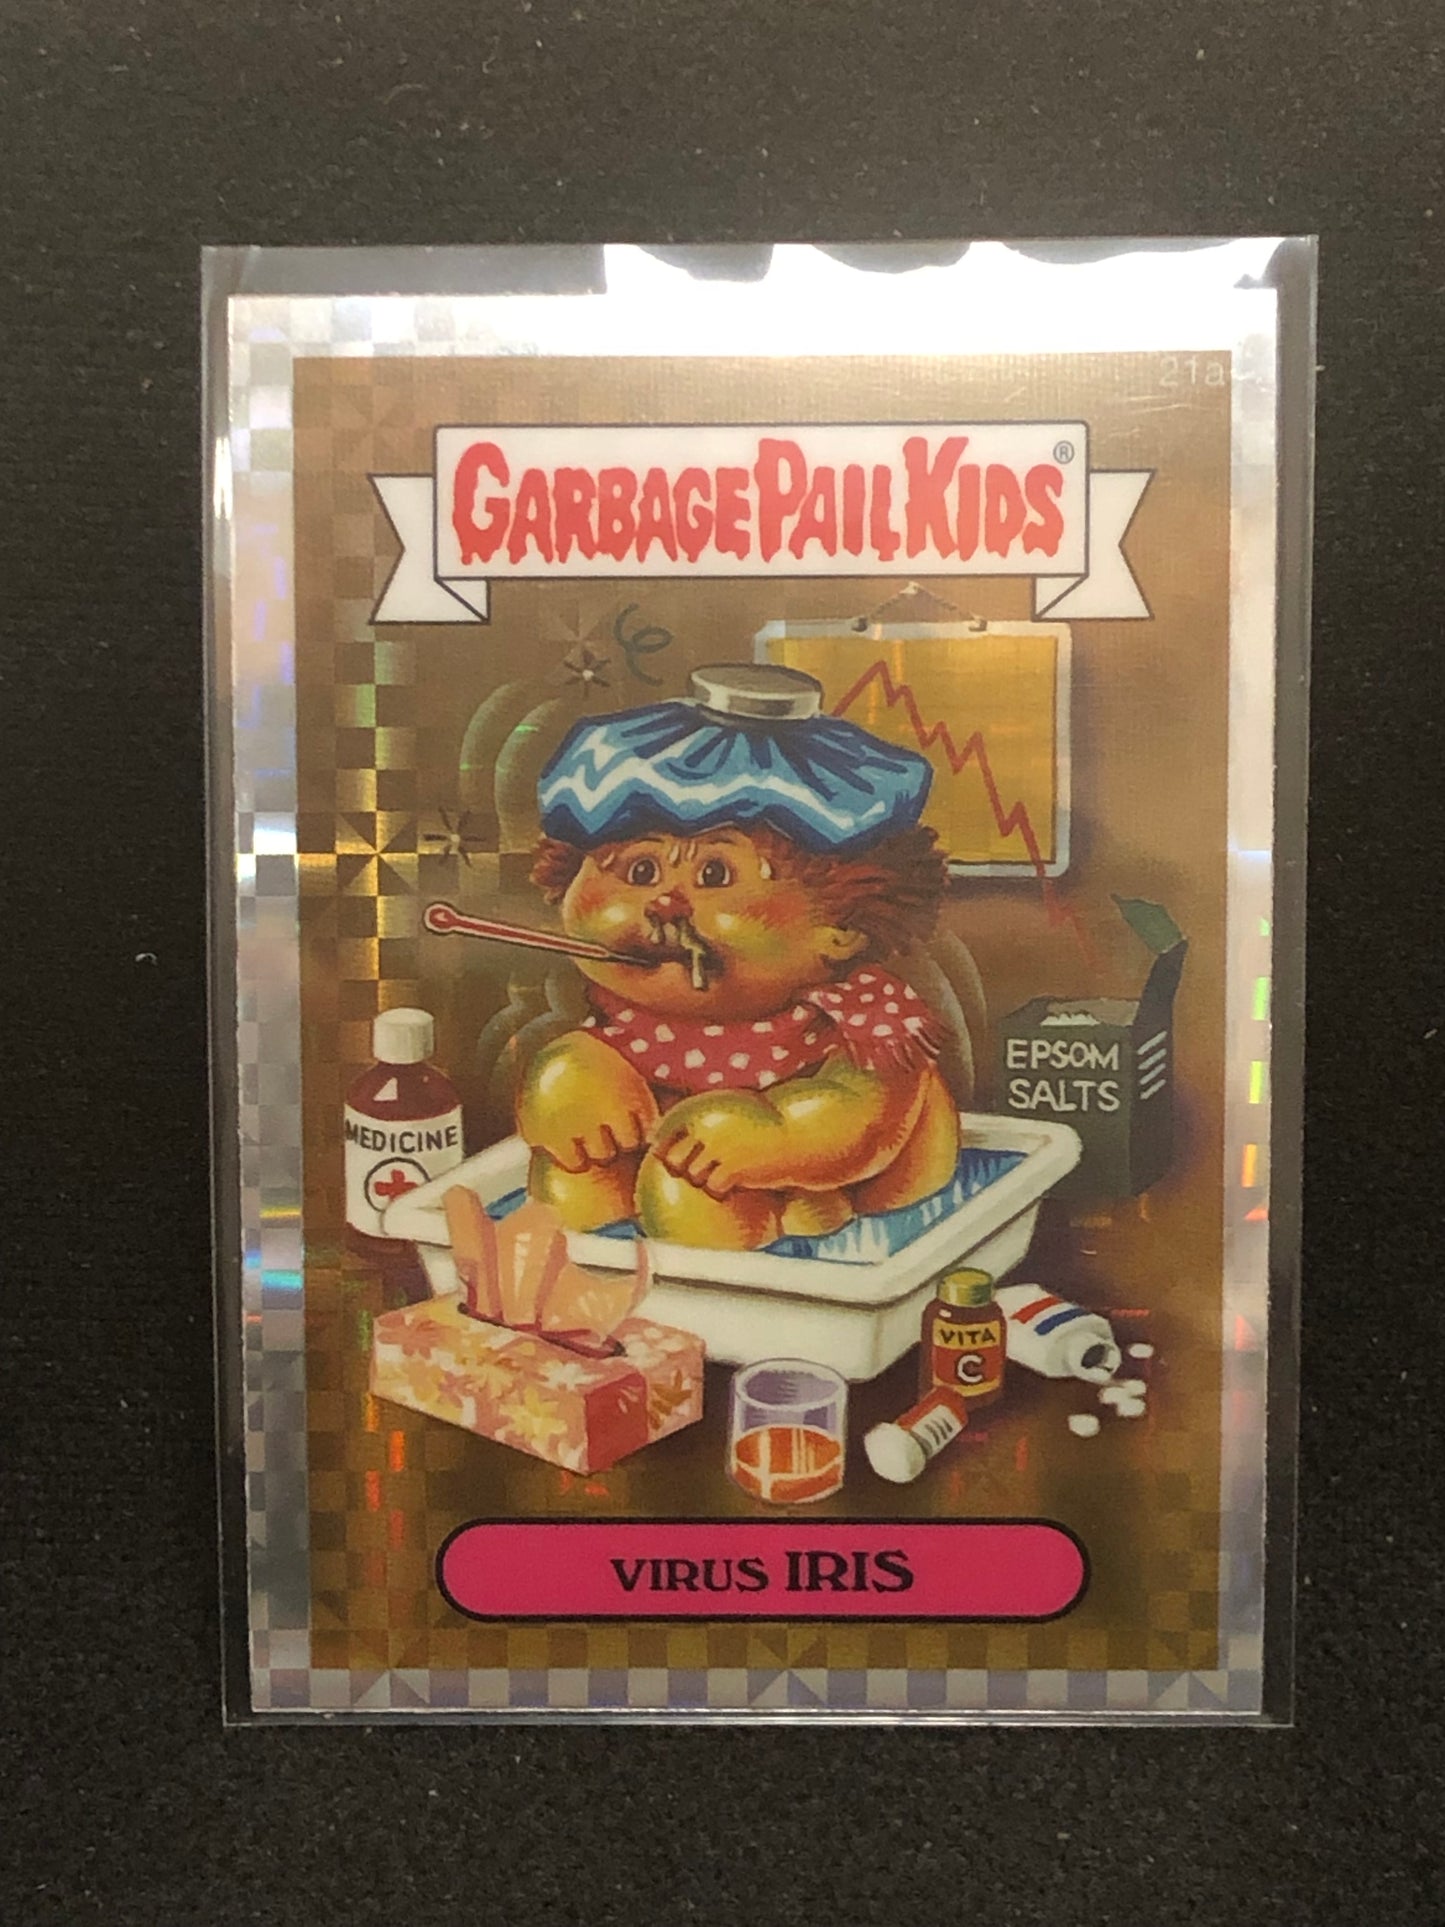 21a
GARBAGE PAIL KIDS®
EPSOM
SALTS
MEDICINE
VITA
C
VIRUS IRIS